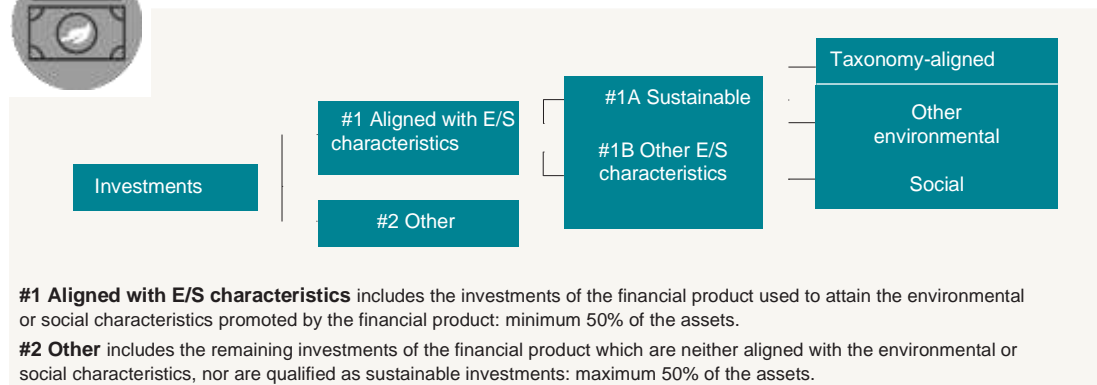 Taxonomy-aligned
#1A Sustainable
Other
environmental
#1 Aligned with E/S
characteristics
#1B Other E/S
characteristics
Investments
Social
#2 Other
#1 Aligned with E/S characteristics includes the investments of the financial product used to attain the environmental
or social characteristics promoted by the financial product: minimum 50% of the assets.
#2 Other includes the remaining investments of the financial product which are neither aligned with the environmental or
social characteristics, nor are qualified as sustainable investments: maximum 50% of the assets.